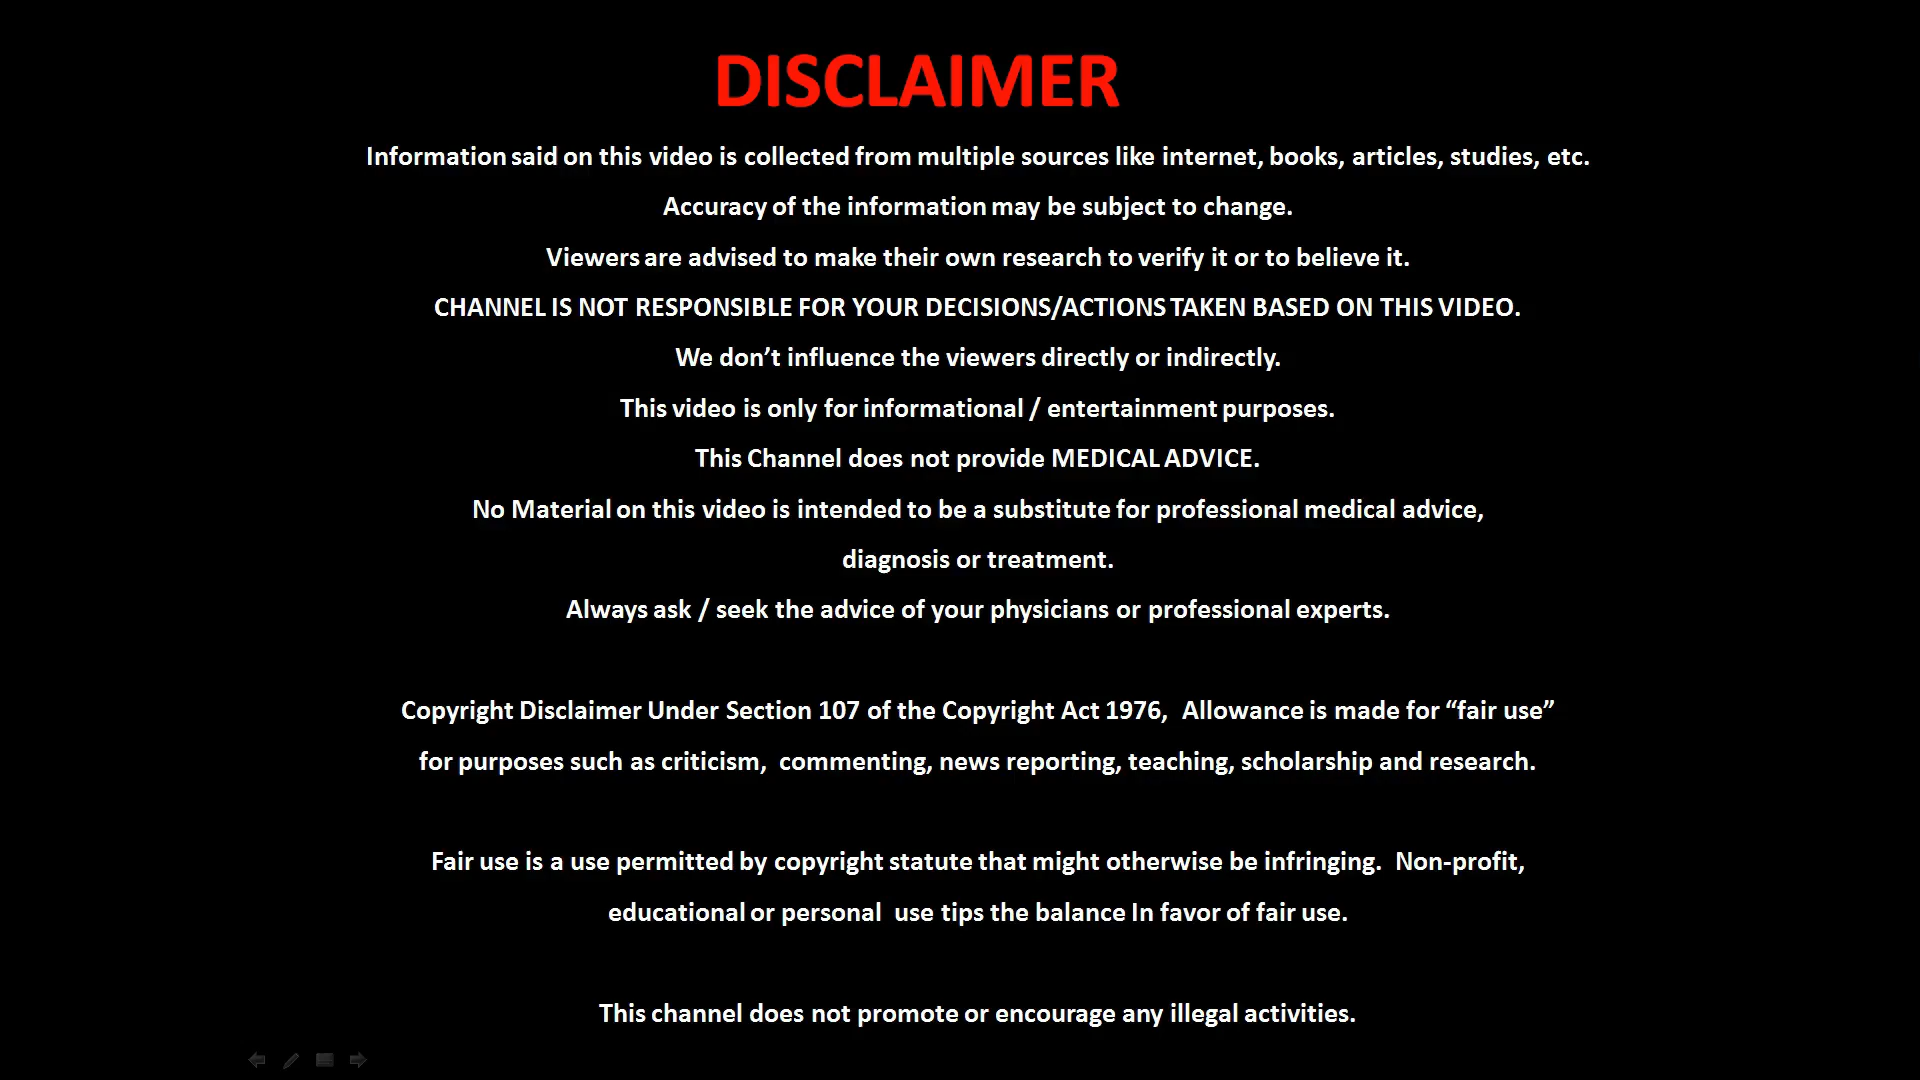 DISCLAIMER
Information said on this video is collected from multiple sources like internet, books, articles, studies, etc.
Accuracy of the information may be subject to change.
Viewers are advised to make their own research to verify it or to believe it.
CHANNEL IS NOT RESPONSIBLE FOR YOUR DECISIONS/ACTIONS TAKEN BASED ON THIS VIDEO.
We don’t influence the viewers directly or indirectly.
This video is only for informational / entertainment purposes.
This Channel does not provide MEDICAL ADVICE.
No Material on this video is intended to be a substitute for professional medical advice,
diagnosis or treatment.
Always ask / seek the advice of your physicians or professional experts.
Copyright Disclaimer Under Section 107 of the Copyright Act 1976,  Allowance is made for “fair use”
for purposes such as criticism,  commenting, news reporting, teaching, scholarship and research.
Fair use is a use permitted by copyright statute that might otherwise be infringing.  Non-profit,
educational or personal  use tips the balance In favor of fair use.
This channel does not promote or encourage any illegal activities.